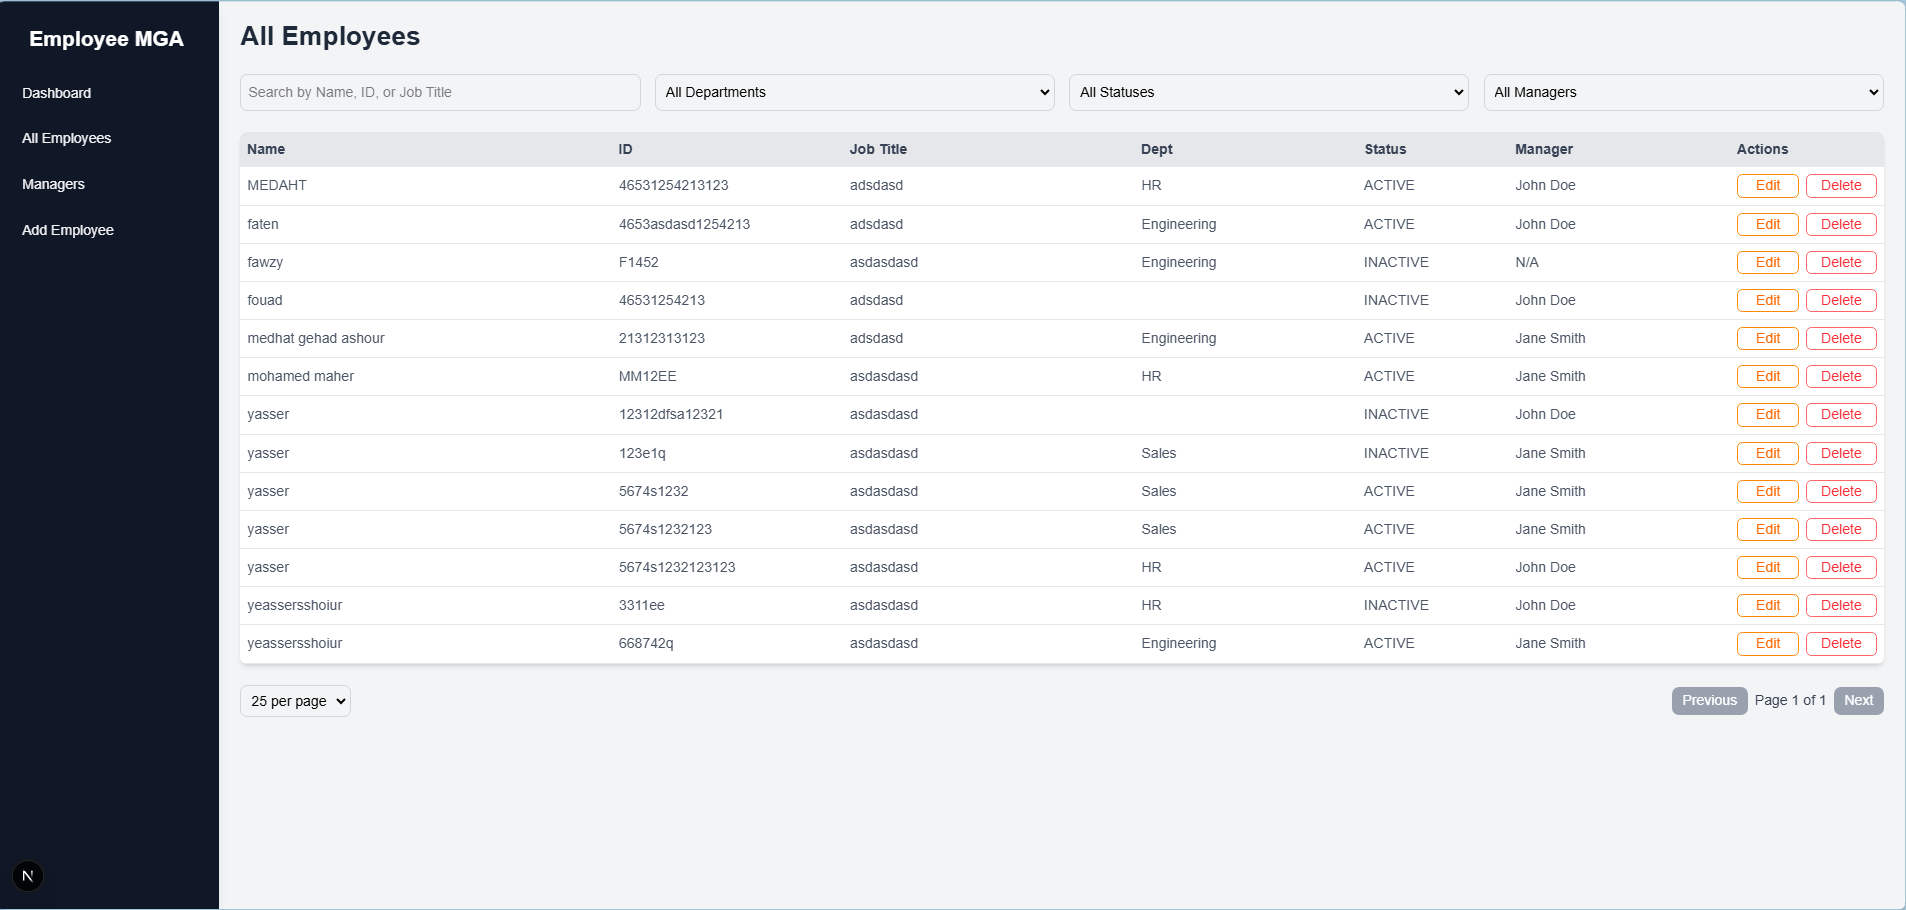 Employee MGA
Dashboard
All Employees
Managers
Add Employee
N
All Employees
Search by Name, ID, or Job Title All Departments All Statuses All Managers
Name ID Job Title Dept Status Manager Actions
MEDAHT 46531254213123 adsdasd HR ACTIVE John Doe Edit Delete
faten 4653asdasd1254213 adsdasd Engineering ACTIVE John Doe Edit Delete
fawzy F1452 asdasdasd Engineering INACTIVE N/A Edit Delete
fouad 46531254213 adsdasd INACTIVE John Doe Edit Delete
medhat gehad ashour 21312313123 adsdasd Engineering ACTIVE Jane Smith Edit Delete
mohamed maher MM12EE asdasdasd HR ACTIVE Jane Smith Edit Delete
yasser 12312dfsa12321 asdasdasd INACTIVE John Doe Edit Delete
yasser 123e1q asdasdasd Sales INACTIVE Jane Smith Edit Delete
yasser 5674s1232 asdasdasd Sales ACTIVE Jane Smith Edit Delete
yasser 5674s1232123 asdasdasd Sales ACTIVE Jane Smith Edit Delete
yasser 5674s1232123123 asdasdasd HR ACTIVE John Doe Edit Delete
yeassersshoiur 3311ee asdasdasd HR INACTIVE John Doe Edit Delete
yeassersshoiur 668742q asdasdasd Engineering ACTIVE Jane Smith Edit Delete
25 per page Previous Page 1 of 1 Next